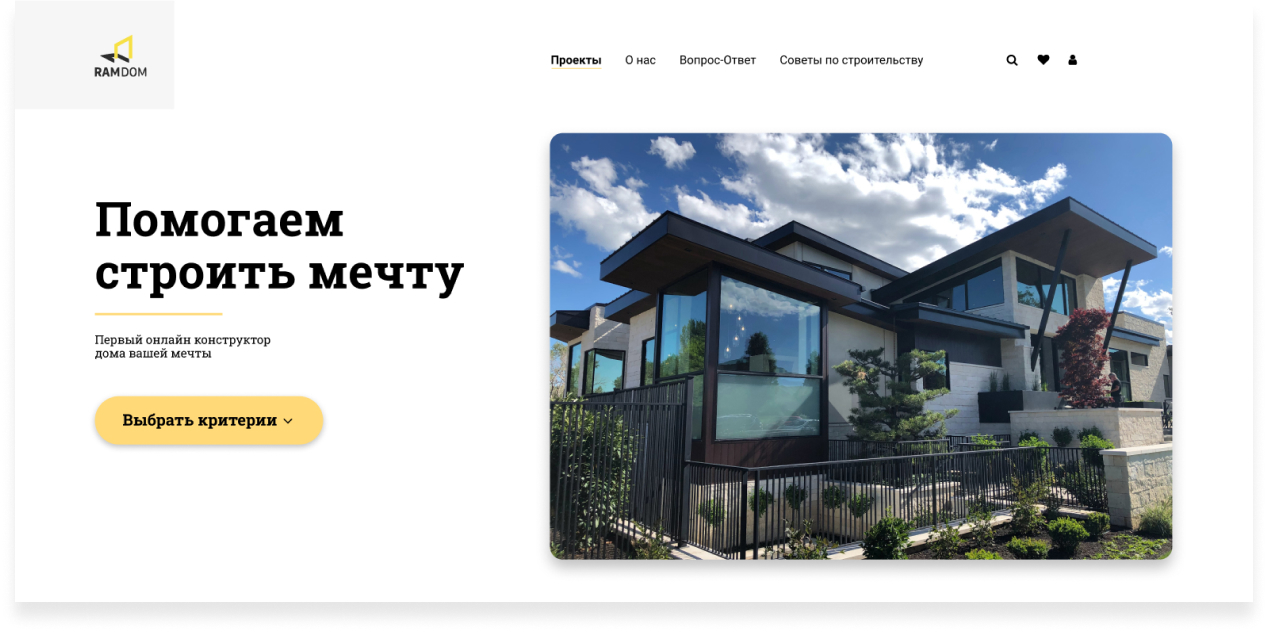 RAMDOM
Проекты
О нас
Вопрос-Ответ
Советы по строительству
Помогаем
строить мечту
Первый онлайн конструктор
дома вашей мечты
Выбрать критерии